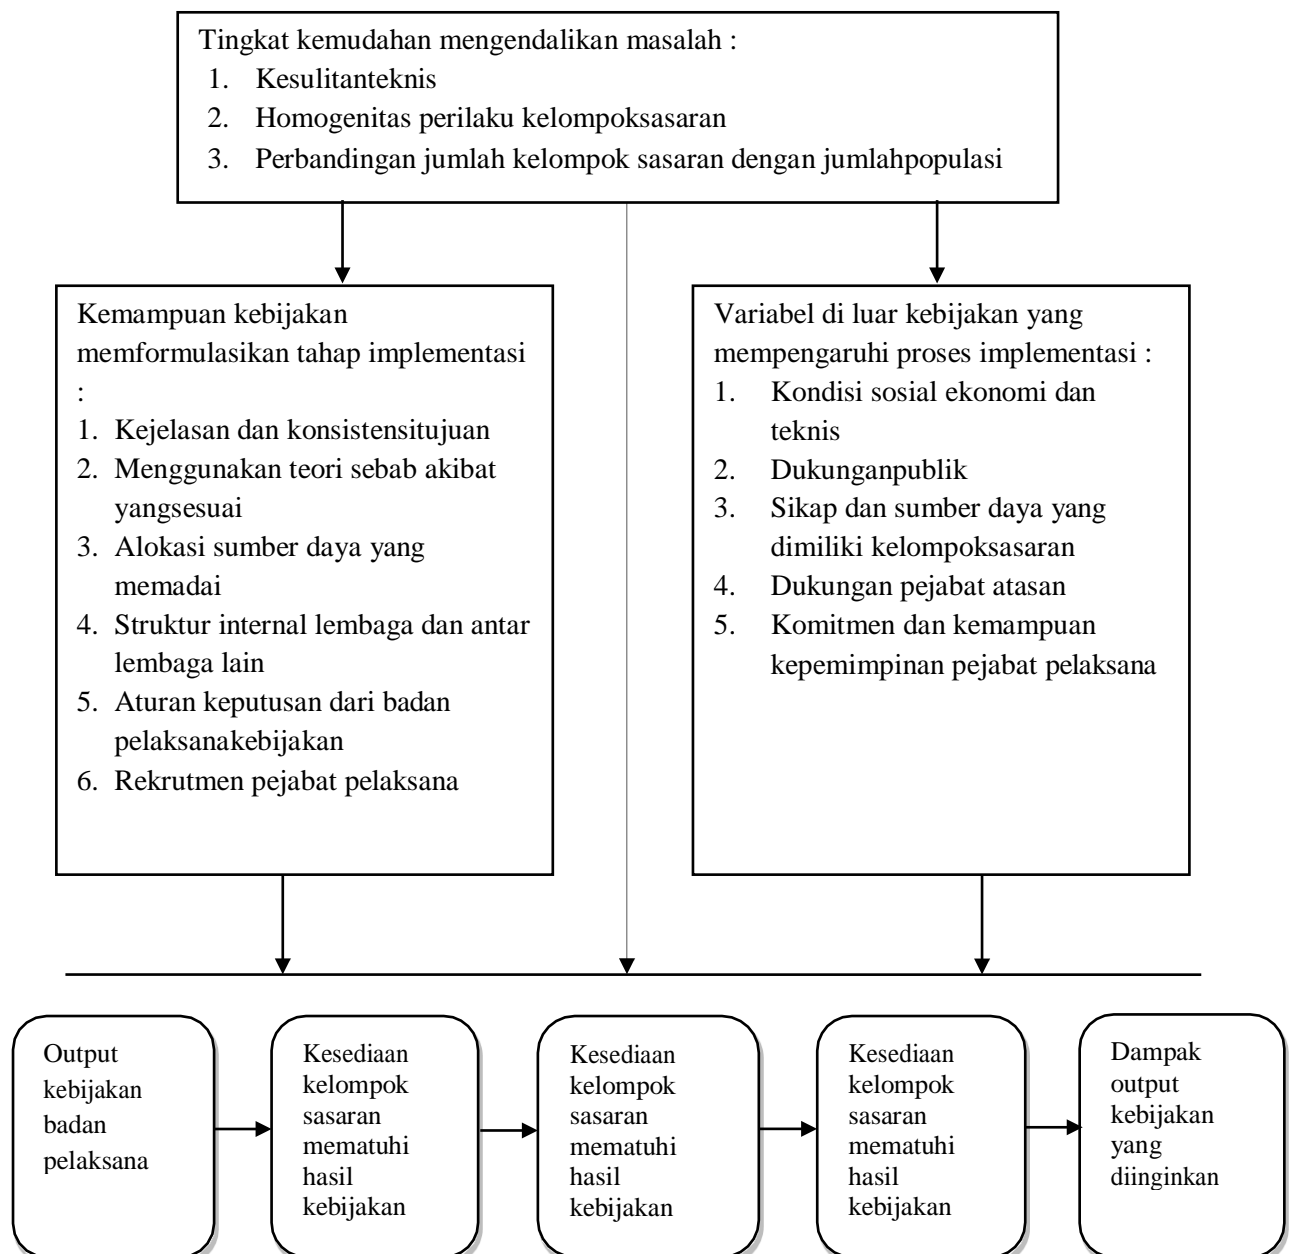 Tingkat kemudahan mengendalikan masalah :
1. Kesulitanteknis
2. Homogenitas perilaku kelompoksasaran
3. Perbandingan jumlah kelompok sasaran dengan jumlahpopulasi
Kemampuan kebijakan
memformulasikan tahap implementasi
:
1. Kejelasan dan konsistensitujuan
2. Menggunakan teori sebab akibat
yangsesuai
3. Alokasi sumber daya yang
memadai
4. Struktur internal lembaga dan antar
lembaga lain
5. Aturan keputusan dari badan
pelaksanakebijakan
6. Rekrutmen pejabat pelaksana
Variabel di luar kebijakan yang
mempengaruhi proses implementasi :
1. Kondisi sosial ekonomi dan
teknis
2. Dukunganpublik
3. Sikap dan sumber daya yang
dimiliki kelompoksasaran
4. Dukungan pejabat atasan
5. Komitmen dan kemampuan
kepemimpinan pejabat pelaksana
Output
kebijakan
badan
pelaksana
Kesediaan
kelompok
sasaran
mematuhi
hasil
kebijakan
Kesediaan
kelompok
sasaran
mematuhi
hasil
kebijakan
Kesediaan
kelompok
sasaran
mematuhi
hasil
kebijakan
Dampak
output
kebijakan
yang
diinginkan